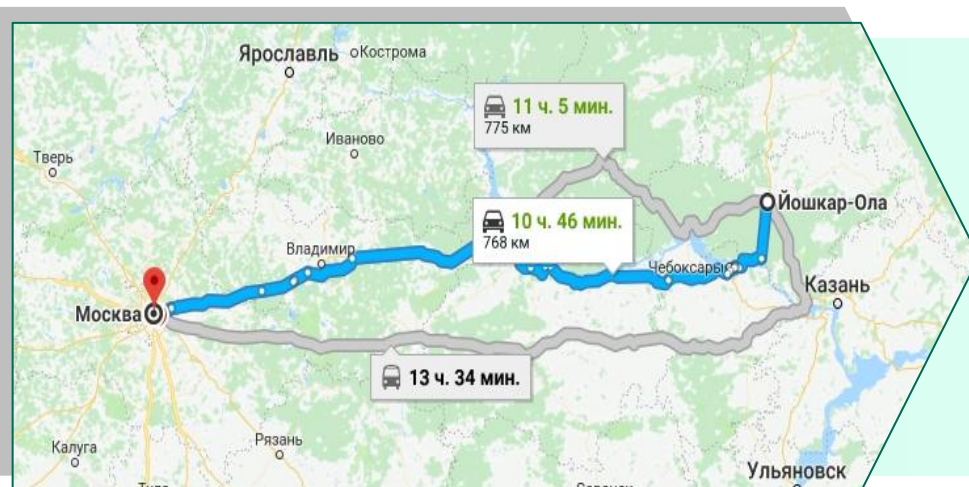 Ярославль
Кострома
11 ч. 5 мин.
775 км
Иваново
Тверь
Йошкар-Ола
10 ч. 46 мин.
768 км
Владимир
Чебоксары
Казань
Москва
13 ч. 34 мин.
Рязань
Калуга
Ульяновск